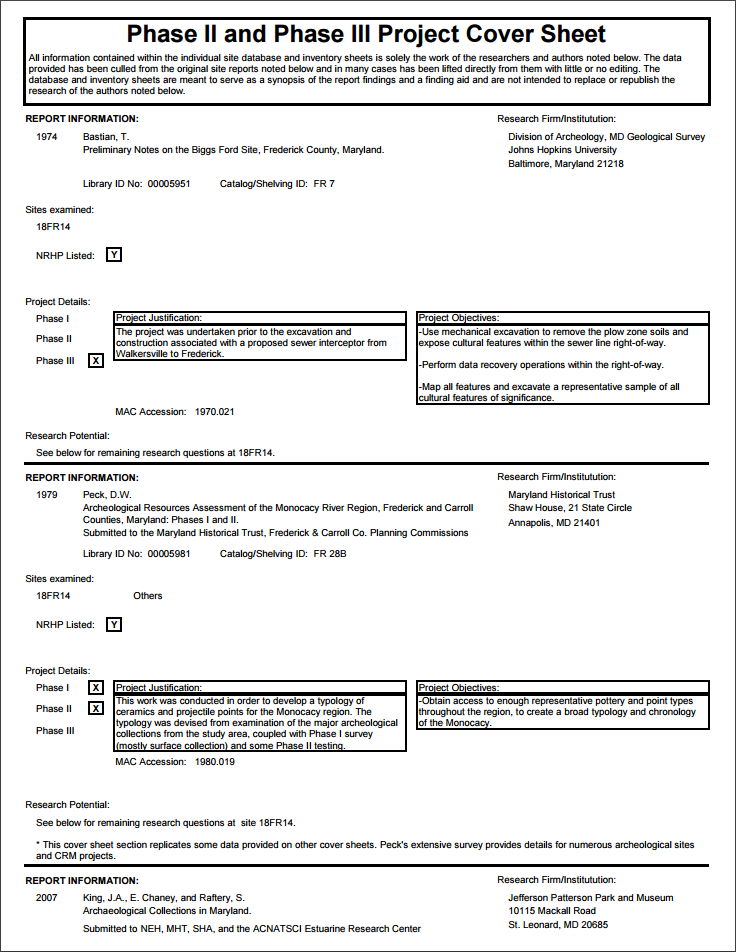 Phase II and Phase III Project Cover Sheet
All information contained within the individual site database and inventory sheets is solely the work of the researchers and authors noted below. The data
provided has been culled from the original site reports noted below and in many cases has been lifted directly from them with little or no editing. The
database and inventory sheets are meant to serve as a synopsis of the report findings and a finding aid and are not intended to replace or republish the
research of the authors noted below.
REPORT INFORMATION:
Research Firm/Institutution:
1974 Bastian, T.
Preliminary Notes on the Biggs Ford Site, Frederick County, Maryland.
Division of Archeology, MD Geological Survey
Johns Hopkins University
Baltimore, Maryland 21218
Library ID No: 00005951 Catalog/Shelving ID: FR 7
Sites examined:
18FR14
NRHP Listed: Y
Project Details:
Phase I
Phase II
Phase III X
Project Justification:
The project was undertaken prior to the excavation and
construction associated with a proposed sewer interceptor from
Walkersville to Frederick.
Project Objectives:
-Use mechanical excavation to remove the plow zone soils and
expose cultural features within the sewer line right-of-way.
-Perform data recovery operations within the right-of-way.
-Map all features and excavate a representative sample of all
cultural features of significance.
MAC Accession: 1970.021
Research Potential:
See below for remaining research questions at 18FR14.
REPORT INFORMATION:
Research Firm/Institutution:
1979 Peck, D.W.
Archeological Resources Assessment of the Monocacy River Region, Frederick and Carroll
Counties, Maryland: Phases I and II.
Submitted to the Maryland Historical Trust, Frederick & Carroll Co. Planning Commissions
Maryland Historical Trust
Shaw House, 21 State Circle
Annapolis, MD 21401
Library ID No: 00005981 Catalog/Shelving ID: FR 28B
Sites examined:
18FR14 Others
NRHP Listed: Y
Project Details:
Phase I X
Phase II X
Phase III
Project Justification:
This work was conducted in order to develop a typology of
ceramics and projectile points for the Monocacy region. The
typology was devised from examination of the major archeological
collections from the study area, coupled with Phase I survey
(mostly surface collection) and some Phase II testing.
Project Objectives:
-Obtain access to enough representative pottery and point types
throughout the region, to create a broad typology and chronology
of the Monocacy.
MAC Accession: 1980.019
Research Potential:
See below for remaining research questions at site 18FR14.
* This cover sheet section replicates some data provided on other cover sheets. Peck's extensive survey provides details for numerous archeological sites
and CRM projects.
REPORT INFORMATION:
Research Firm/Institutution:
2007 King, J.A., E. Chaney, and Raftery, S.
Archaeological Collections in Maryland.
Submitted to NEH, MHT, SHA, and the ACNATSCI Estuarine Research Center
Jefferson Patterson Park and Museum
10115 Mackall Road
St. Leonard, MD 20685